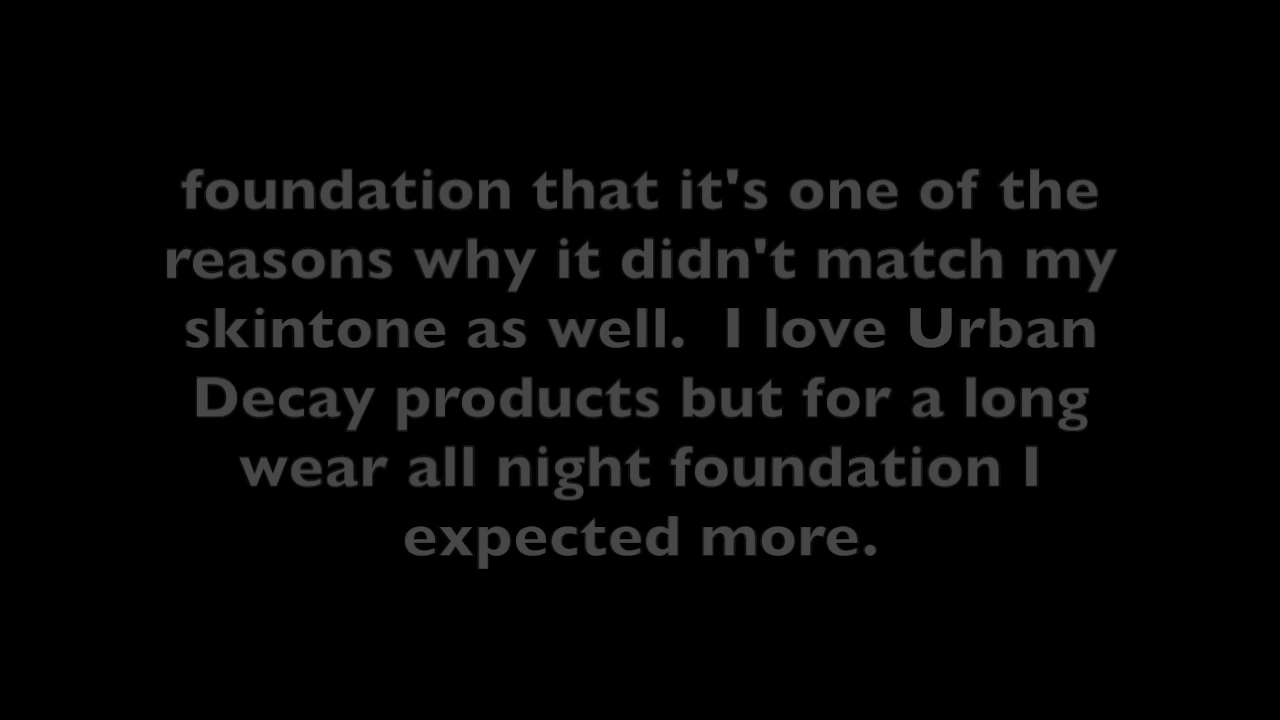 foundation that it's one of the
reasons why it didn't match my
skintone as well.  I love Urban
Decay products but for a long
wear all night foundation I
expected more.